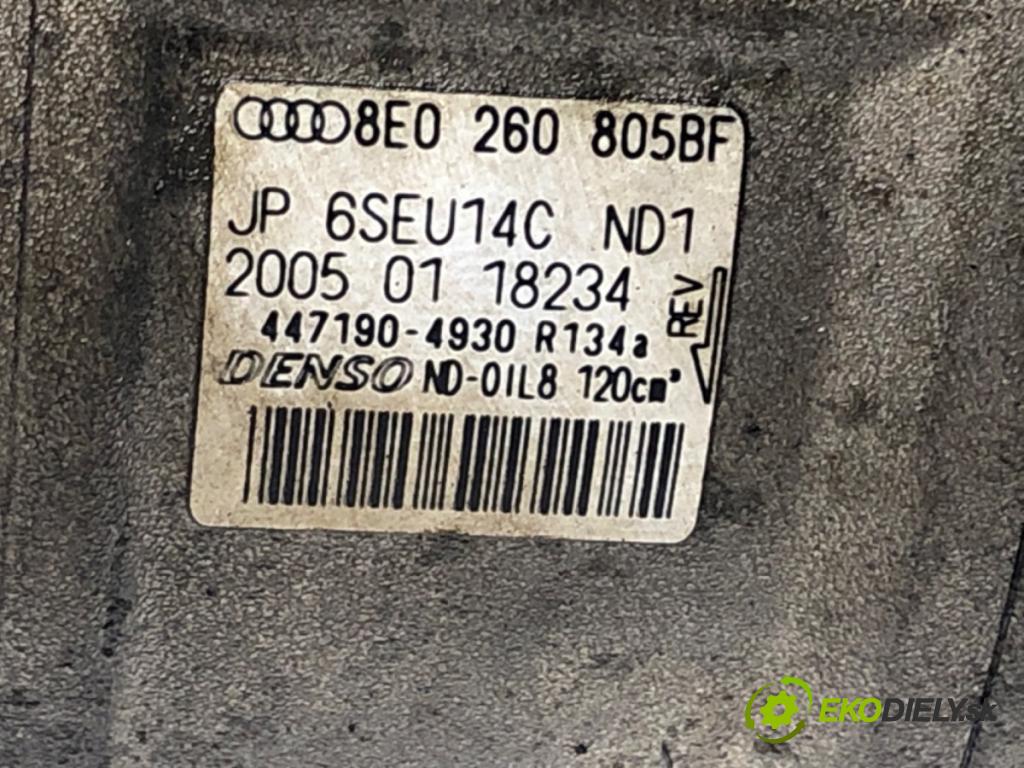 8E0 260 805BF
JP 6SEU14C ND1
2005 01 18234
REV
447190-4930 R134a
DENSO ND-OIL8 120cm³
EKODIELY.sk